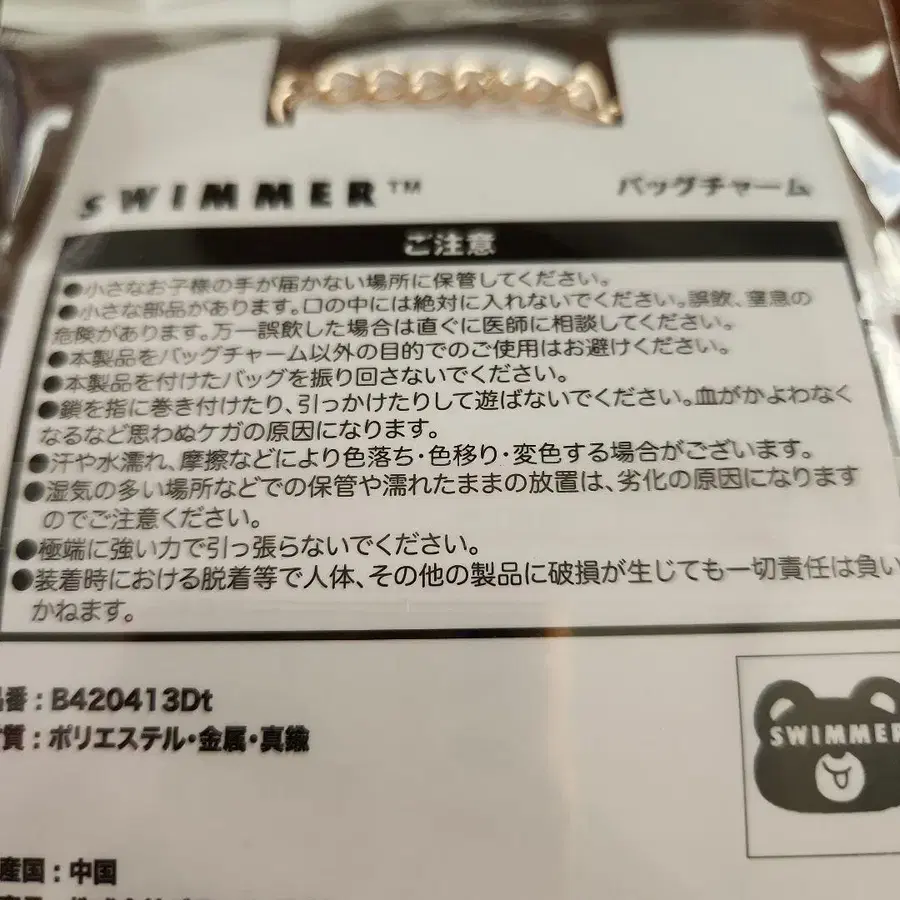 SWIMMER™
バッグチャーム
ご注意
●小さなお子様の手が届かない場所に保管してください。
●小さな部品があります。口の中には絶対に入れないでください。誤飲、窒息の
危険があります。万一誤飲した場合は直ぐに医師に相談してください。
●本製品をバッグチャーム以外の目的でのご使用はお避けください。
●本製品を付けたバッグを振り回さないでください。
●鎖を指に巻き付けたり、引っかけたりして遊ばないでください。血がかよわなく
なるなど思わぬケガの原因になります。
●汗や水濡れ、摩擦などにより色落ち・色移り・変色する場合がございます。
●湿気の多い場所などでの保管や濡れたままの放置は、劣化の原因になります
のでご注意ください。
●極端に強い力で引っ張らないでください。
●装着時における脱着等で人体、その他の製品に破損が生じても一切責任は負い
かねます。
品番:B420413Dt
質:ポリエステル・金属・真鍮
SWIMMER
産国:中国